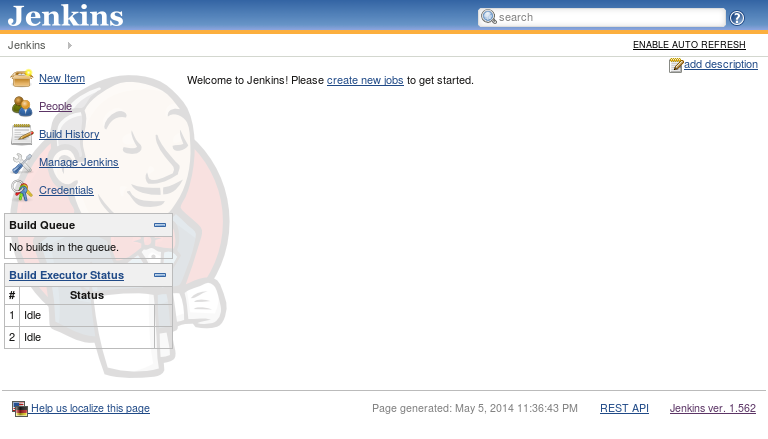 Jenkins
search
Jenkins
ENABLE AUTO REFRESH
add description
New Item
People
Build History
Manage Jenkins
Credentials
Welcome to Jenkins! Please create new jobs to get started.
Build Queue
No builds in the queue.
Build Executor Status
# Status
1 Idle
2 Idle
Help us localize this page
Page generated: May 5, 2014 11:36:43 PM
REST API
Jenkins ver. 1.562